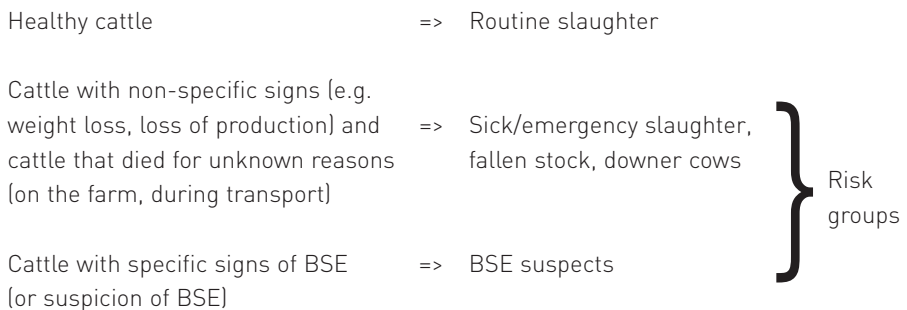 Healthy cattle => Routine slaughter
Cattle with non-specific signs (e.g.
weight loss, loss of production) and => Sick/emergency slaughter,
cattle that died for unknown reasons fallen stock, downer cows
(on the farm, during transport)
Risk
groups
Cattle with specific signs of BSE => BSE suspects
(or suspicion of BSE)